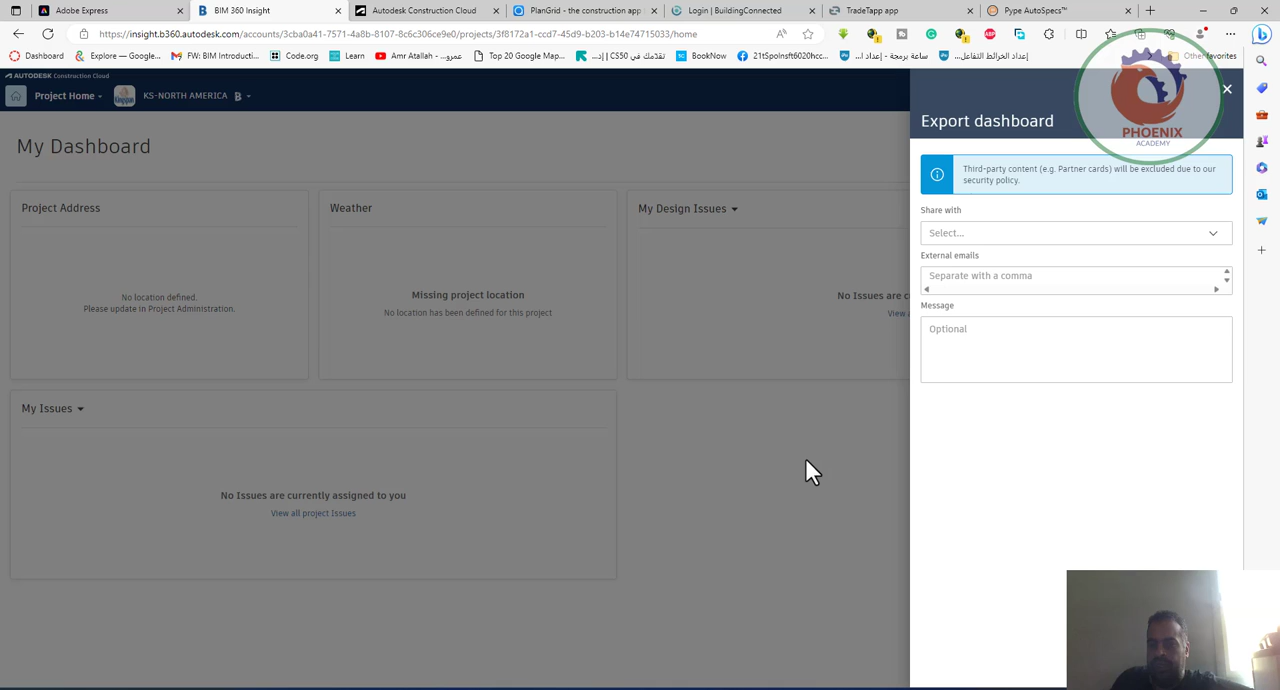 Adobe Express
BIM 360 Insight
Autodesk Construction Cloud
PlanGrid - the construction app
Login | BuildingConnected
TradeTapp app
Pype AutoSpecs™
https://insight.b360.autodesk.com/accounts/3cba0a41-7571-4a8b-8107-8c6c306ce9e0/projects/3f8172a1-ccd7-45d9-b203-b14e74715033/home
Dashboard
Explore — Google...
FW: BIM Introducti...
Code.org
Learn
Amr Atallah - عمرو...
Top 20 Google Map...
تقدمك في CS50 | إد...
BookNow
21tSpolnsft6020hcc...
ساعة برمجة - إعداد ا...
إعداد الخرائط التفاعل...
Other favorites
AUTODESK Construction Cloud
Project Home
KS-NORTH AMERICA
My Dashboard
Project Address
No location defined.
Please update in Project Administration.
Weather
Missing project location
No location has been defined for this project
My Design Issues
No Issues are c
View
My Issues
No Issues are currently assigned to you
View all project Issues
Export dashboard
Third-party content (e.g. Partner cards) will be excluded due to our
security policy.
Share with
Select...
External emails
Separate with a comma
Message
Optional
PHOENIX
ACADEMY